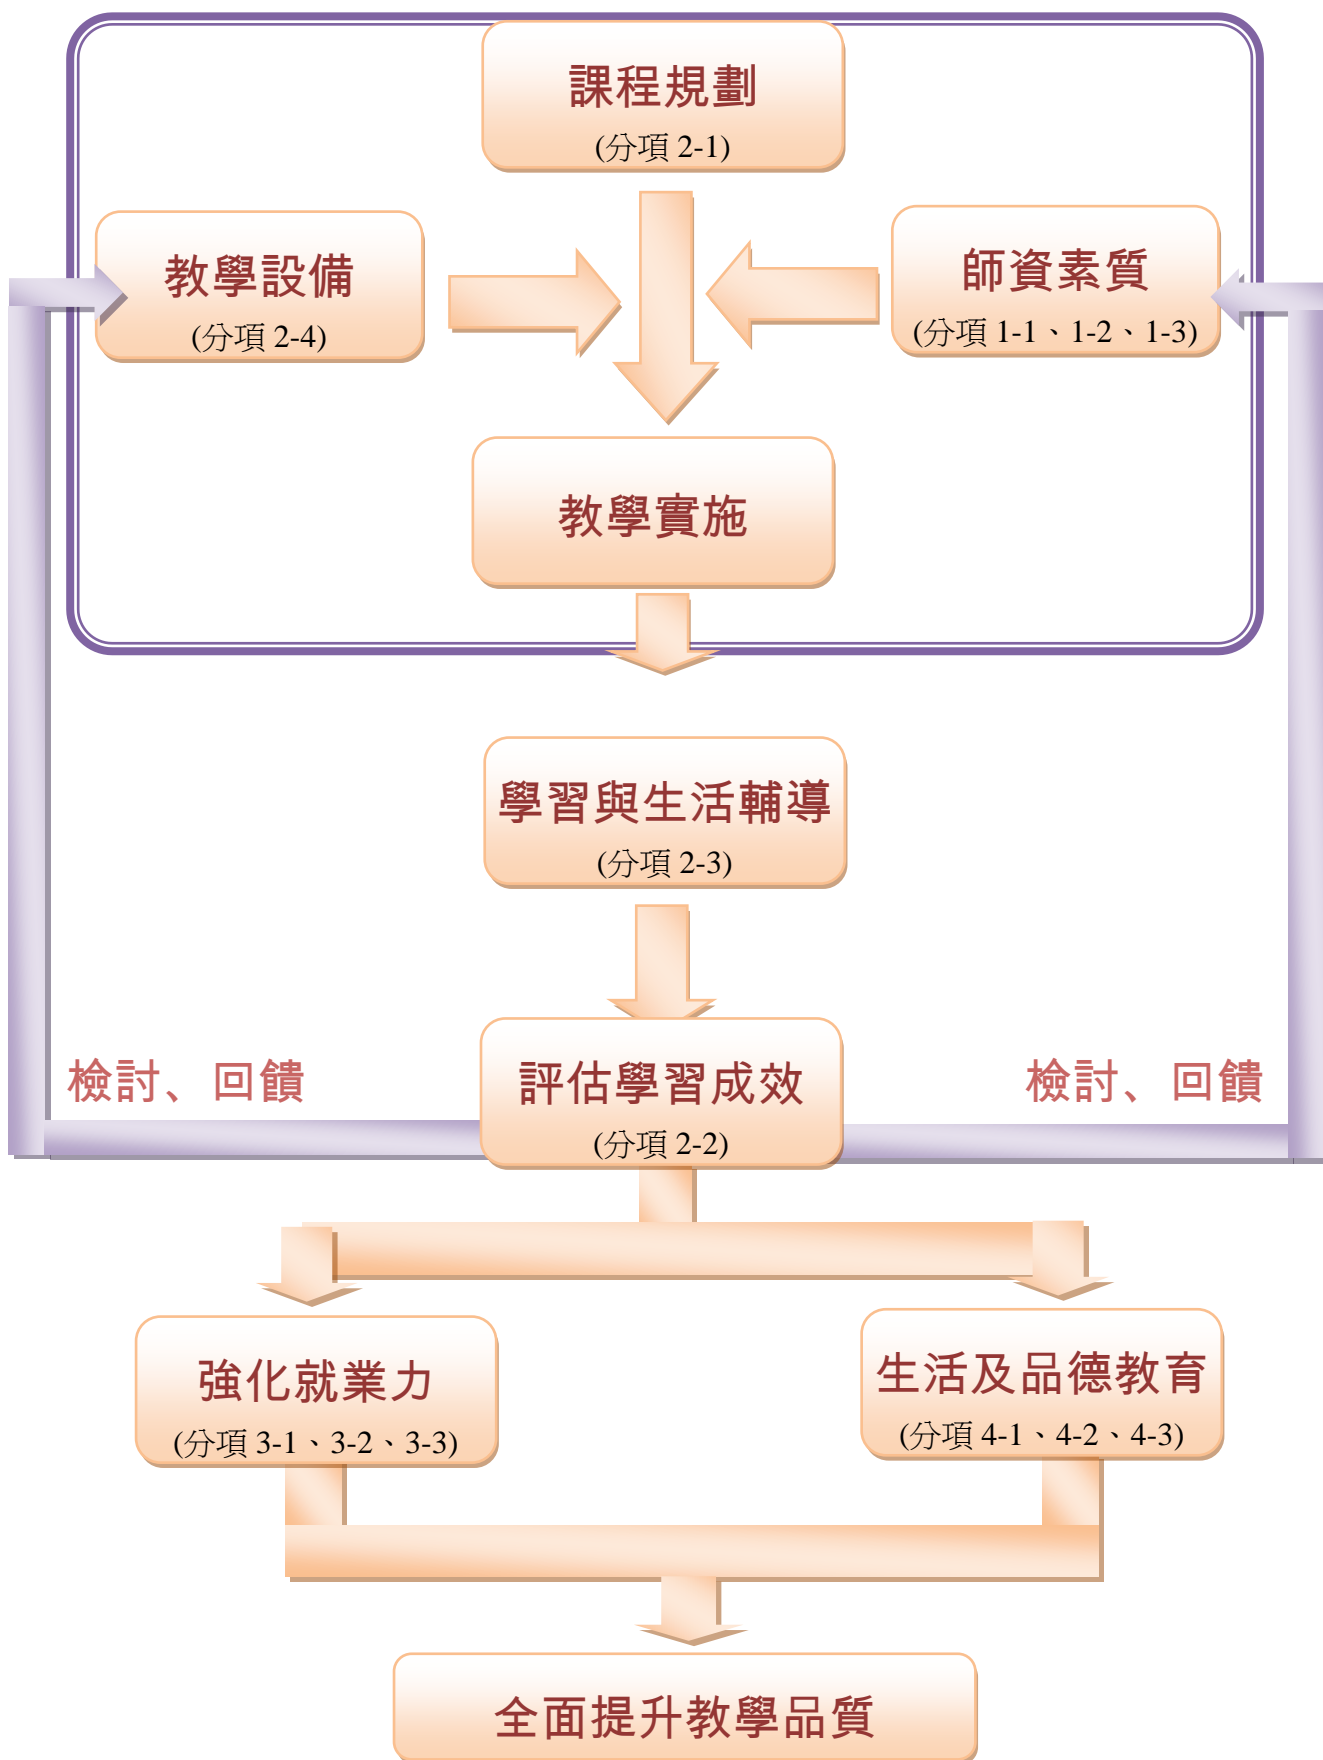 課程規劃
(分項 2-1)
教學設備
(分項 2-4)
師資素質
(分項 1-1、1-2、1-3)
教學實施
學習與生活輔導
(分項 2-3)
檢討、回饋
評估學習成效
(分項 2-2)
檢討、回饋
強化就業力
(分項 3-1、3-2、3-3)
生活及品德教育
(分項 4-1、4-2、4-3)
全面提升教學品質